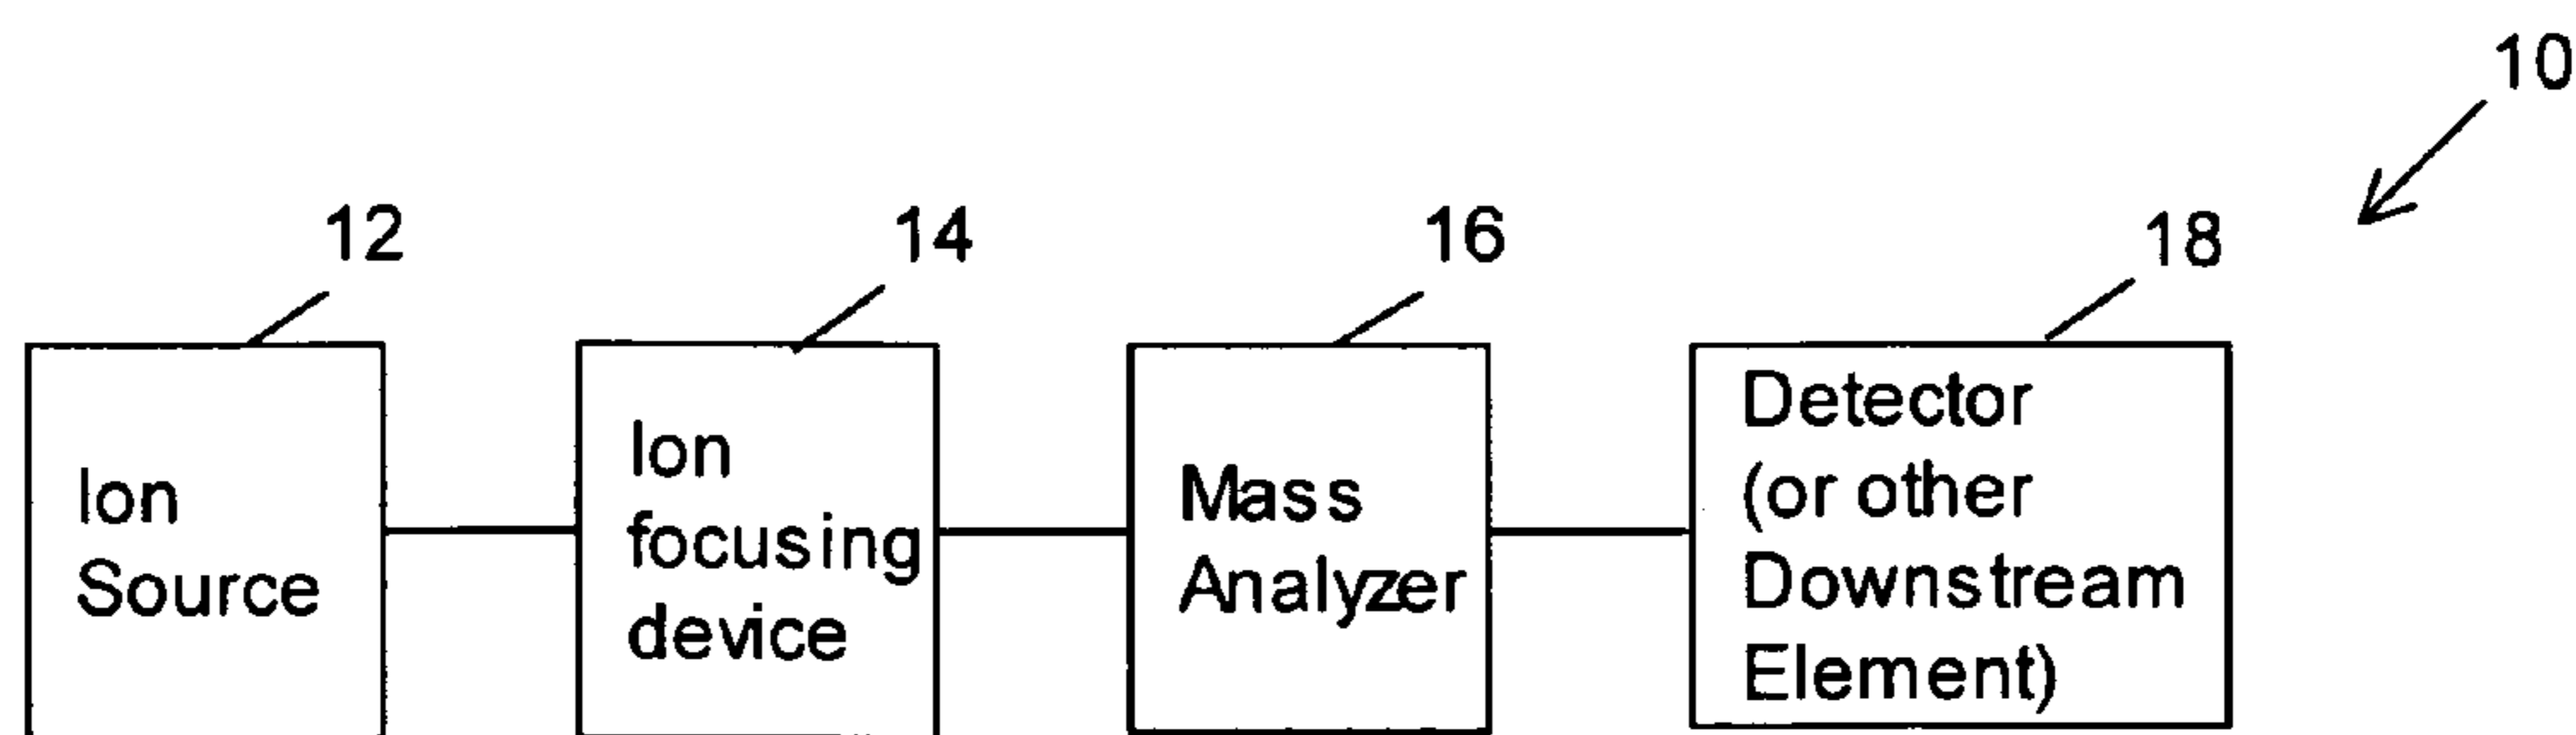 10
12
14
16
18
Ion
Source
Ion
focusing
device
Mass
Analyzer
Detector
(or other
Downstream
Element)